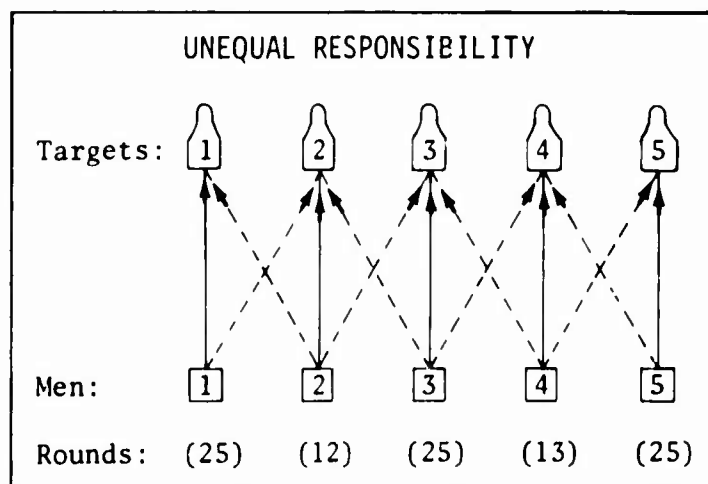 UNEQUAL RESPONSIBILITY
Targets: 1 2 3 4 5
Men: 1 2 3 4 5
Rounds: (25) (12) (25) (13) (25)